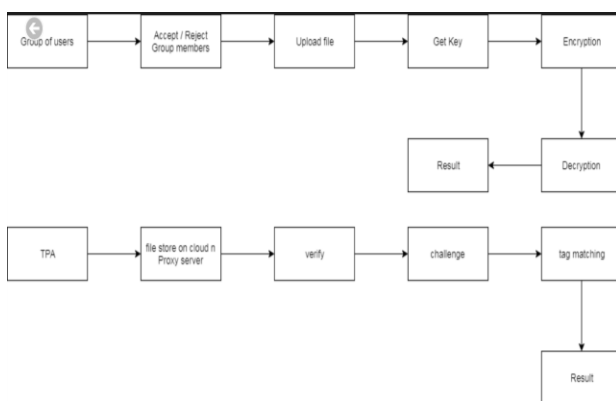 Group of users
Accept / Reject
Group members
Upload file
Get Key
Encryption
Result
Decryption
TPA
file store on cloud n
Proxy server
verify
challenge
tag matching
Result